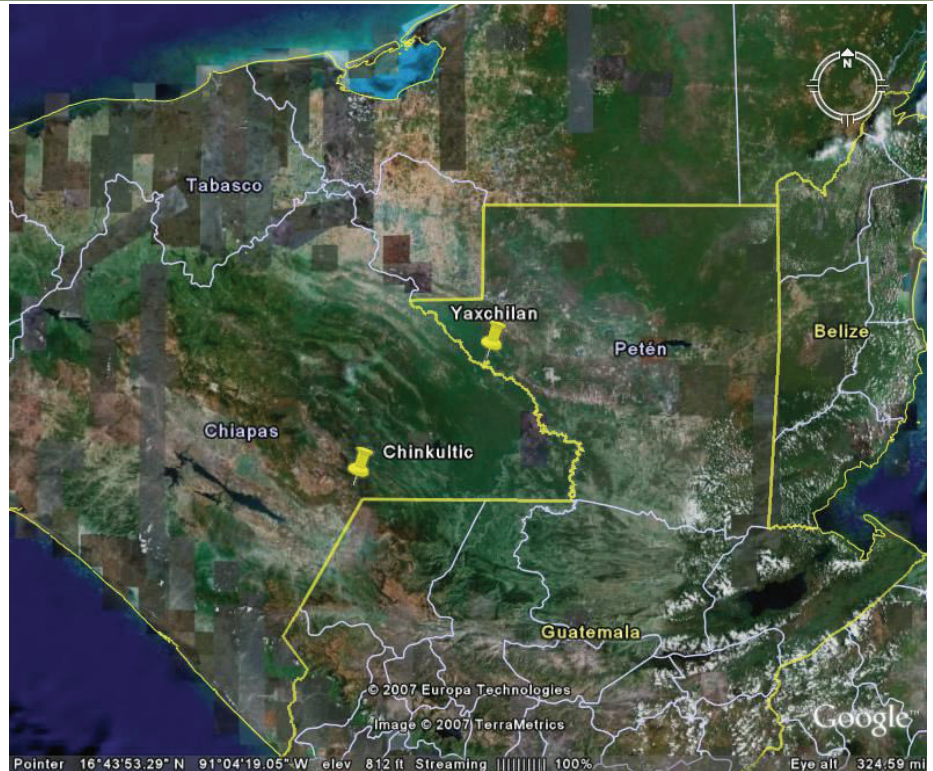 N
Tabasco
Yaxchilan
Petén
Belize
Chiapas
Chinkultic
Guatemala
© 2007 Europa Technologies
Image © 2007 TerraMetrics
Google™
Pointer 16°43'53.29" N 91°04'19.05" W elev 812 ft Streaming ||||||||| 100% Eye alt 324.59 mi